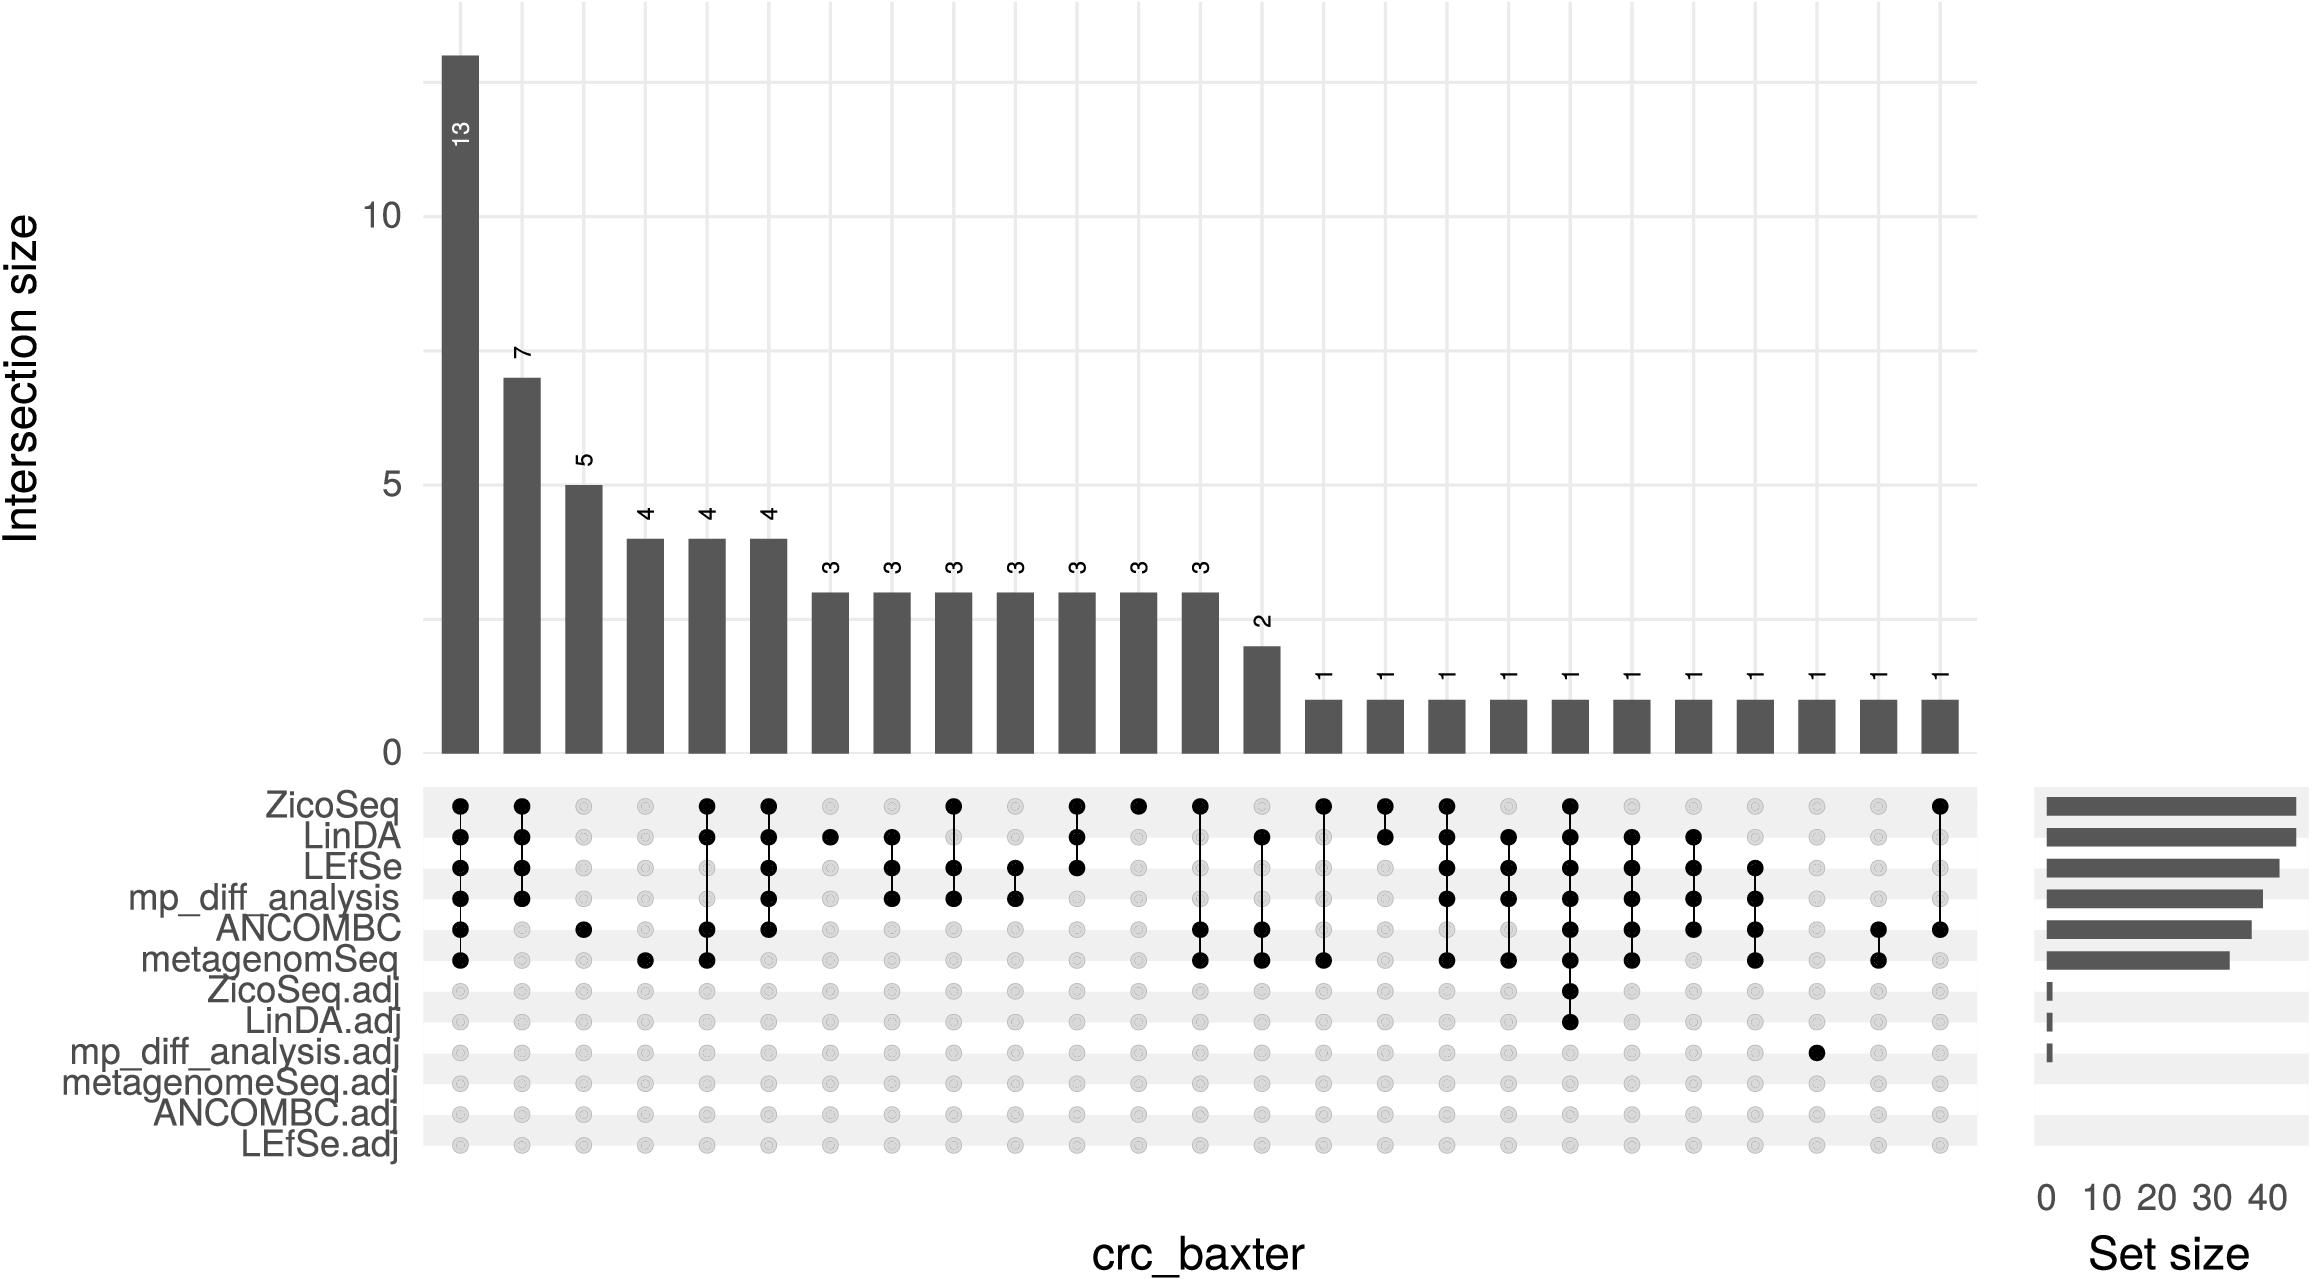 Intersection size
10
5
0
13
7
5
4
4
4
3
3
3
3
3
3
3
2
1
1
1
1
1
1
1
1
1
1
1
ZicoSeq
LinDA
LEfSe
mp_diff_analysis
ANCOMBC
metagenomSeq
ZicoSeq.adj
LinDA.adj
mp_diff_analysis.adj
metagenomeSeq.adj
ANCOMBC.adj
LEfSe.adj
0 10 20 30 40
crc_baxter
Set size